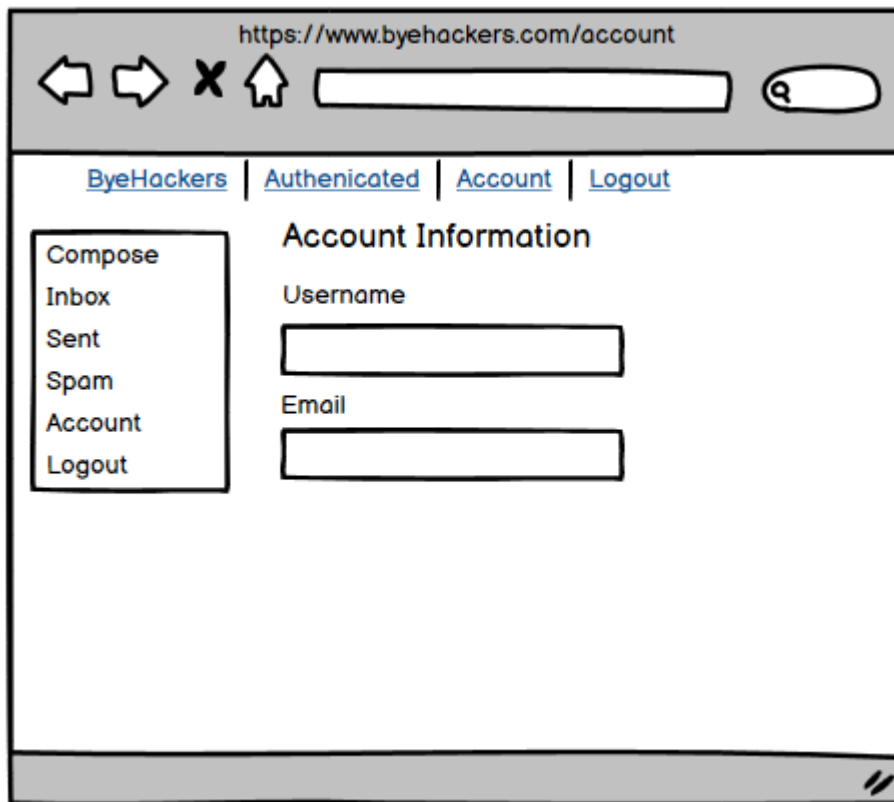 https://www.byehackers.com/account
ByeHackers Authenicated Account Logout
Compose
Inbox
Sent
Spam
Account
Logout
Account Information
Username
Email